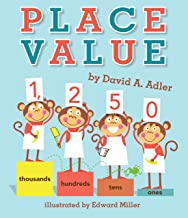 PLACE
VALUE
by David A. Adler
1 2 5 0
thousands hundreds tens ones
illustrated by Edward Miller